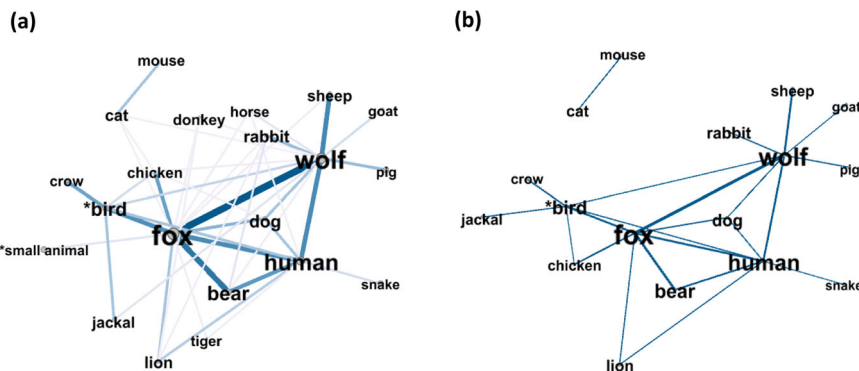 (a)
mouse
cat
donkey
horse
rabbit
sheep
goat
wolf
pig
chicken
crow
*bird
dog
fox
*small animal
human
bear
snake
jackal
tiger
lion
(b)
mouse
cat
sheep
goat
rabbit
wolf
pig
crow
*bird
jackal
dog
fox
chicken
human
bear
snake
lion